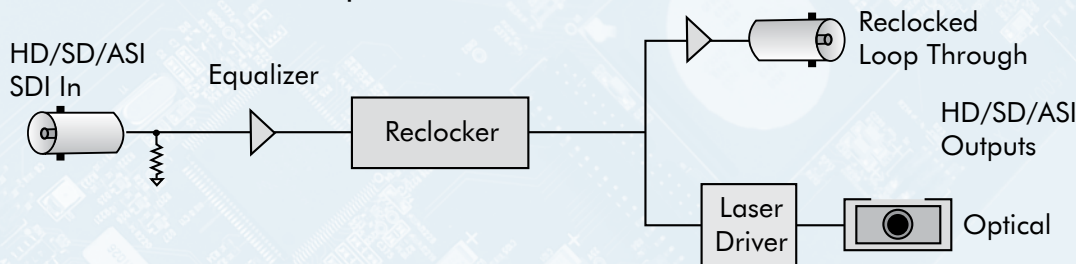 HD/SD/ASI
SDI In
Equalizer
Reclocker
Reclocked
Loop Through
HD/SD/ASI
Outputs
Laser
Driver
Optical